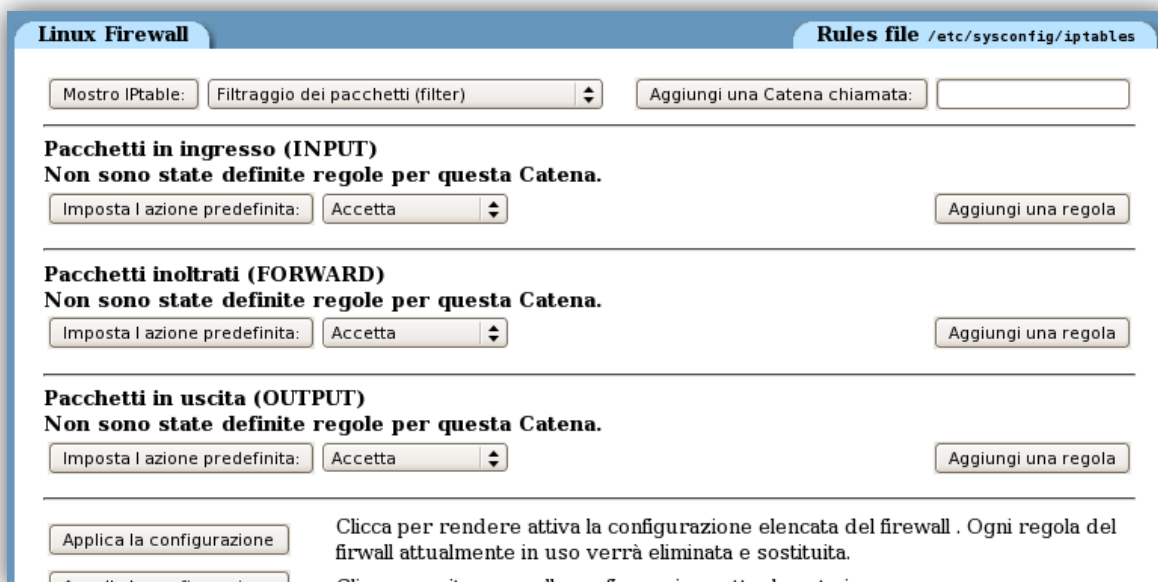 Linux Firewall
Rules file /etc/sysconfig/iptables
Mostro IPtable: Filtraggio dei pacchetti (filter) Aggiungi una Catena chiamata:
Pacchetti in ingresso (INPUT)
Non sono state definite regole per questa Catena.
Imposta l azione predefinita: Accetta Aggiungi una regola
Pacchetti inoltrati (FORWARD)
Non sono state definite regole per questa Catena.
Imposta l azione predefinita: Accetta Aggiungi una regola
Pacchetti in uscita (OUTPUT)
Non sono state definite regole per questa Catena.
Imposta l azione predefinita: Accetta Aggiungi una regola
Applica la configurazione
Clicca per rendere attiva la configurazione elencata del firewall . Ogni regola del
firwall attualmente in uso verrà eliminata e sostituita.